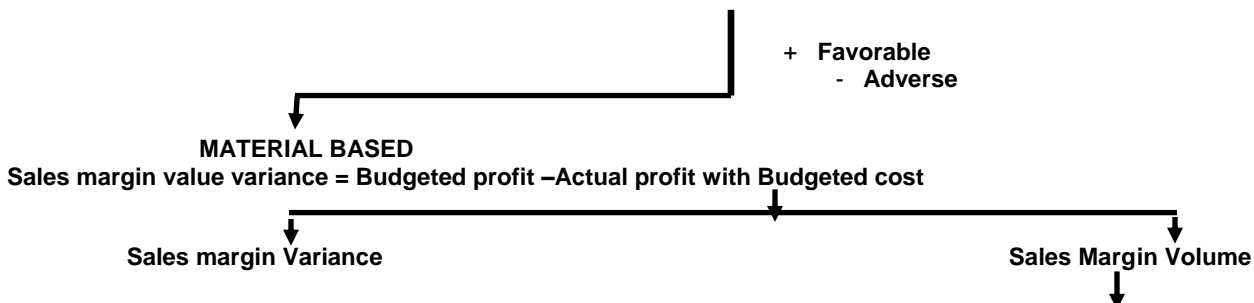 + Favorable
- Adverse
MATERIAL BASED
Sales margin value variance = Budgeted profit –Actual profit with Budgeted cost
Sales margin Variance Sales Margin Volume